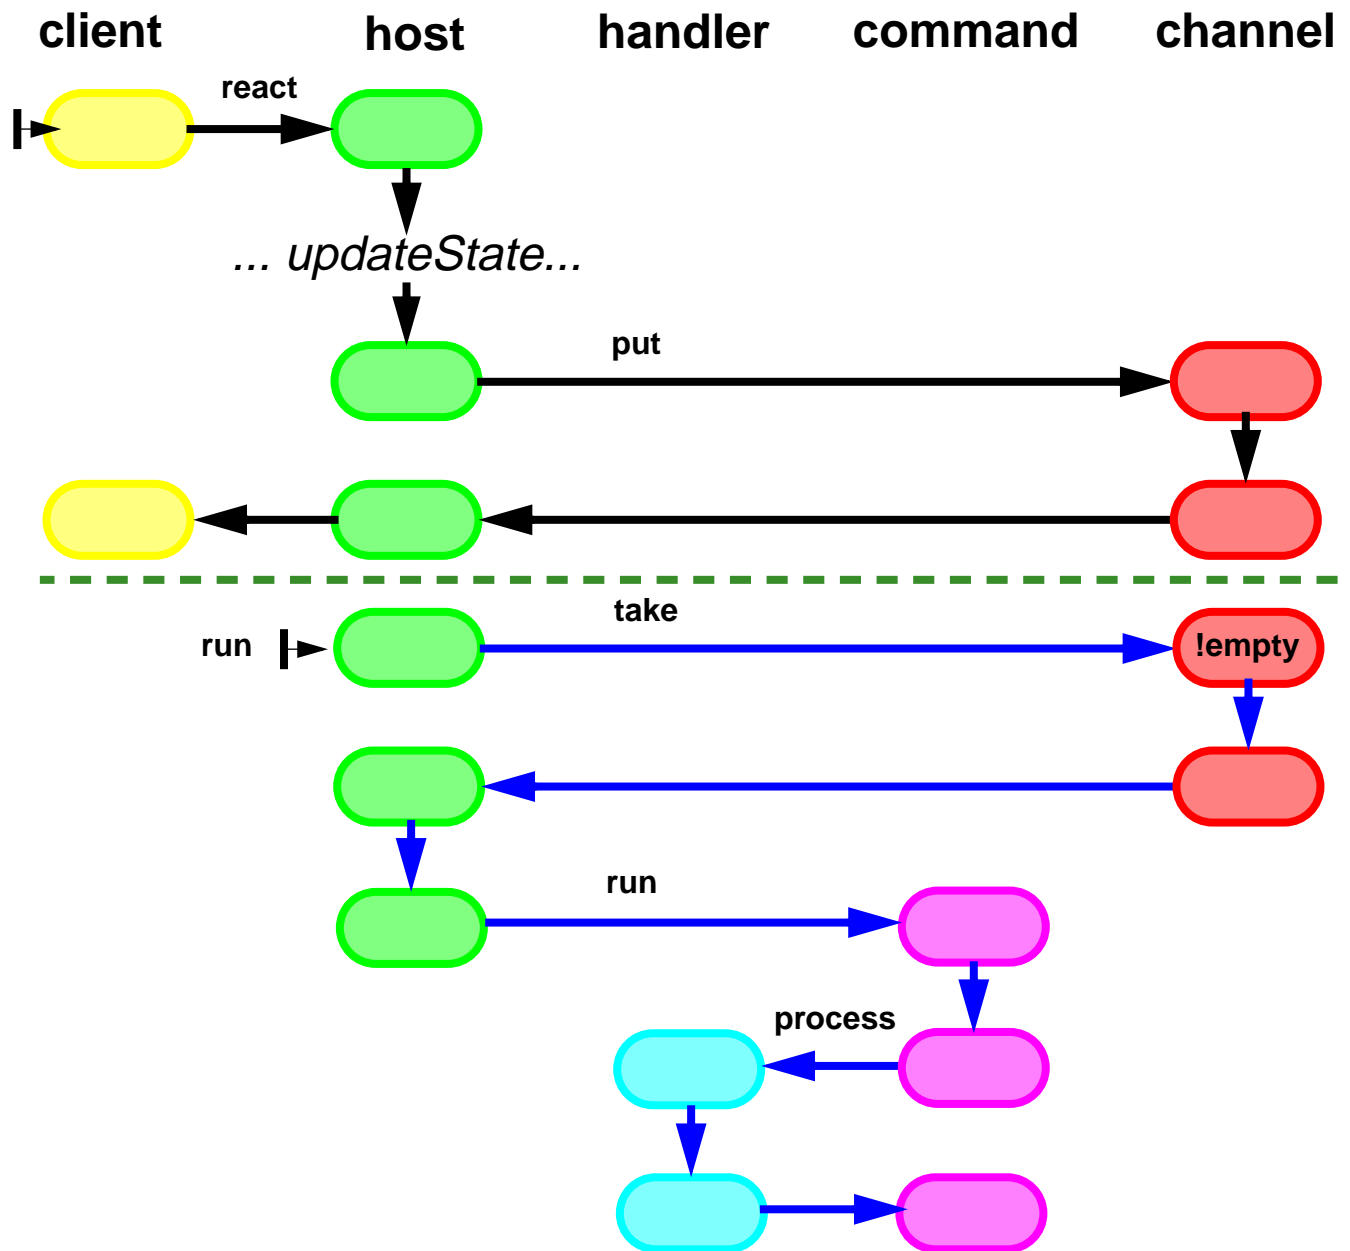 client host handler command channel
react
... updateState...
put
take
run !empty
run
process